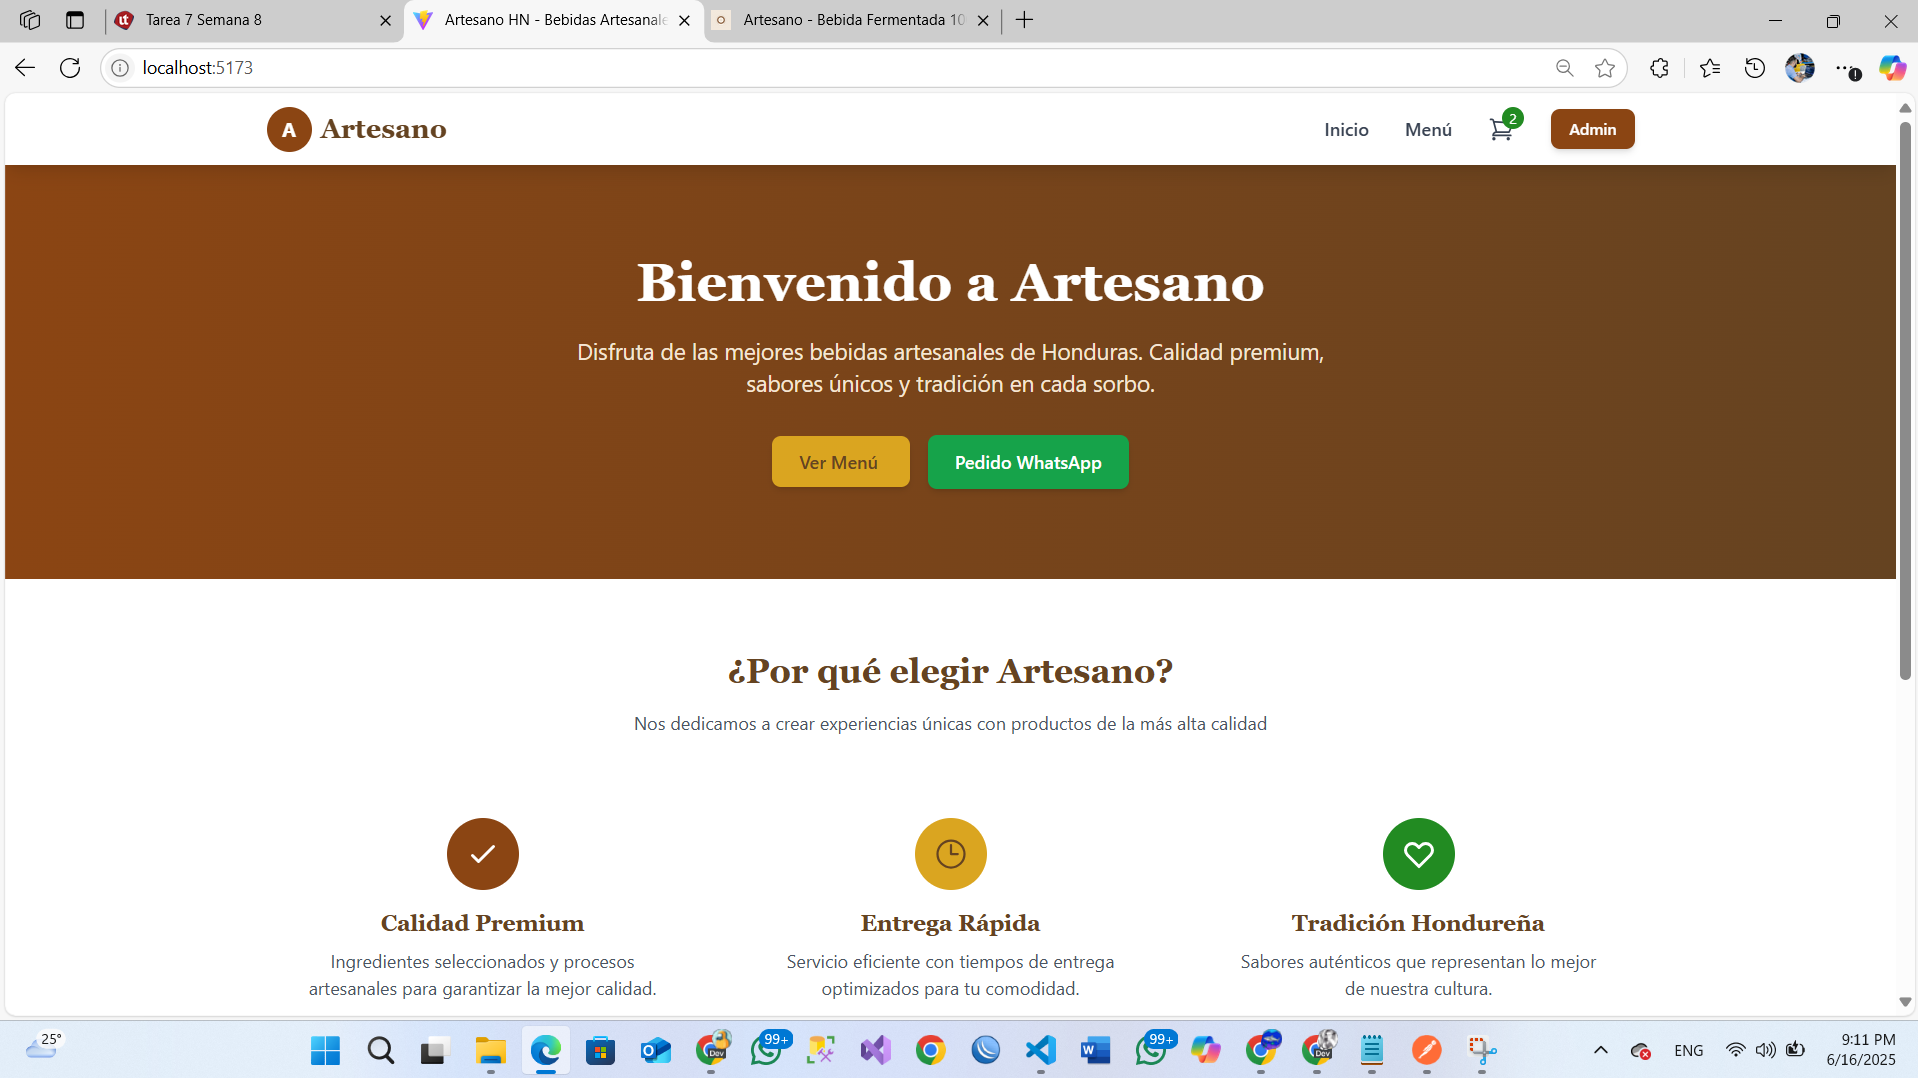 Tarea 7 Semana 8
Artesano HN - Bebidas Artesanale
Artesano - Bebida Fermentada 10
localhost:5173
A Artesano
Inicio
Menú
2
Admin
Bienvenido a Artesano
Disfruta de las mejores bebidas artesanales de Honduras. Calidad premium,
sabores únicos y tradición en cada sorbo.
Ver Menú
Pedido WhatsApp
¿Por qué elegir Artesano?
Nos dedicamos a crear experiencias únicas con productos de la más alta calidad
Calidad Premium
Ingredientes seleccionados y procesos
artesanales para garantizar la mejor calidad.
Entrega Rápida
Servicio eficiente con tiempos de entrega
optimizados para tu comodidad.
Tradición Hondureña
Sabores auténticos que representan lo mejor
de nuestra cultura.
25°
Dev
99+
99+
Dev
ENG
9:11 PM
6/16/2025